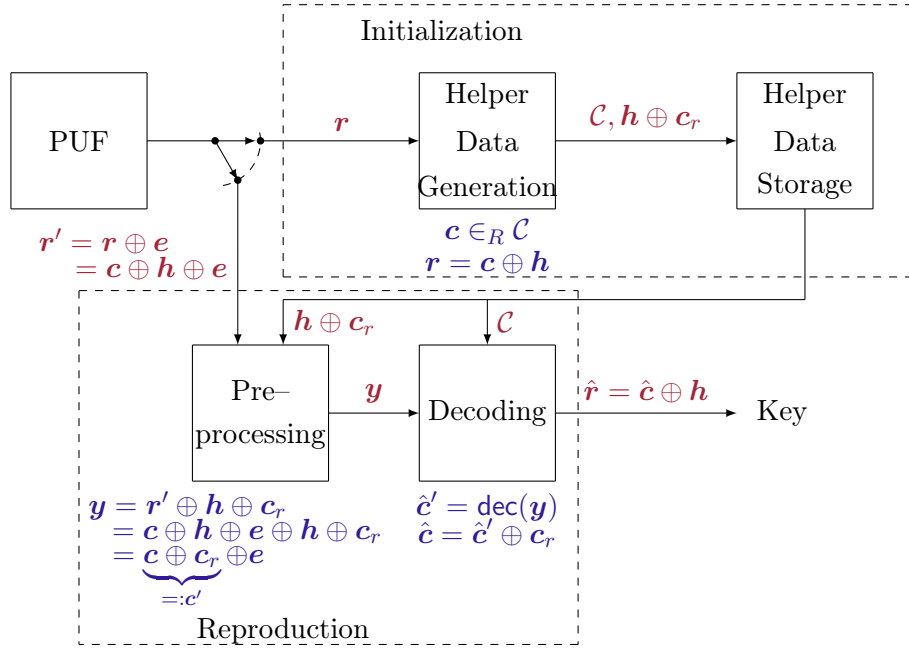 Initialization
PUF
r
Helper
Data
Generation
𝒞, h ⊕ c_r
Helper
Data
Storage
c ∈_R 𝒞
r = c ⊕ h
r′ = r ⊕ e
= c ⊕ h ⊕ e
h ⊕ c_r
𝒞
Pre–
processing
y
Decoding
r̂ = ĉ ⊕ h
Key
y = r′ ⊕ h ⊕ c_r
= c ⊕ h ⊕ e ⊕ h ⊕ c_r
= c ⊕ c_r ⊕ e
=:c′
ĉ′ = dec(y)
ĉ = ĉ′ ⊕ c_r
Reproduction